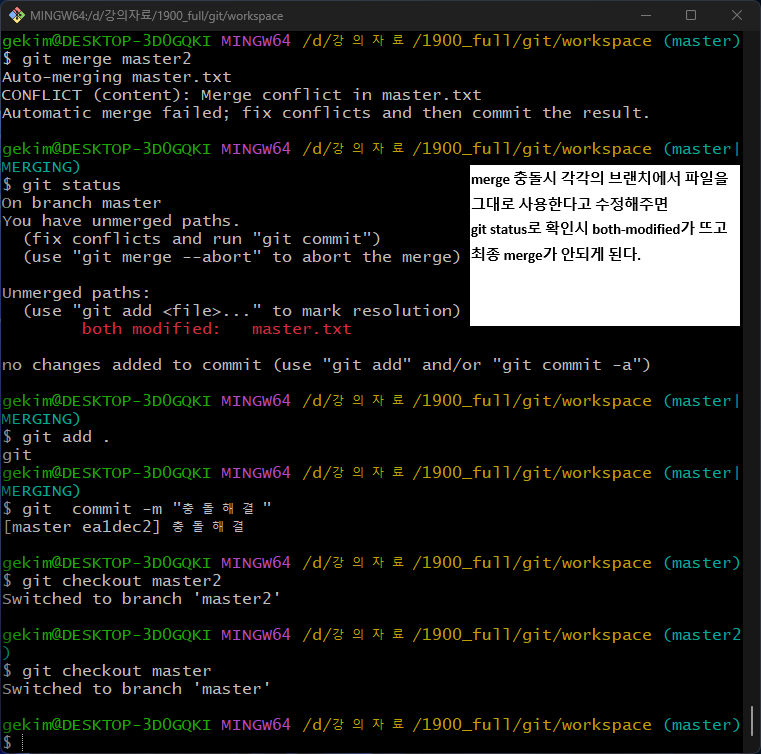 MINGW64:/d/강의자료/1900_full/git/workspace
gekim@DESKTOP-3D0GQKI MINGW64 /d/강의자료/1900_full/git/workspace (master)
$ git merge master2
Auto-merging master.txt
CONFLICT (content): Merge conflict in master.txt
Automatic merge failed; fix conflicts and then commit the result.
gekim@DESKTOP-3D0GQKI MINGW64 /d/강의자료/1900_full/git/workspace (master|
MERGING)
$ git status
On branch master
You have unmerged paths.
(fix conflicts and run "git commit")
(use "git merge --abort" to abort the merge)
merge 충돌시 각각의 브랜치에서 파일을
그대로 사용한다고 수정해주면
git status로 확인시 both-modified가 뜨고
최종 merge가 안되게 된다.
Unmerged paths:
(use "git add <file>..." to mark resolution)
both modified:   master.txt
no changes added to commit (use "git add" and/or "git commit -a")
gekim@DESKTOP-3D0GQKI MINGW64 /d/강의자료/1900_full/git/workspace (master|
MERGING)
$ git add .
git
gekim@DESKTOP-3D0GQKI MINGW64 /d/강의자료/1900_full/git/workspace (master|
MERGING)
$ git  commit -m "충돌해결"
[master ea1dec2] 충돌해결
gekim@DESKTOP-3D0GQKI MINGW64 /d/강의자료/1900_full/git/workspace (master)
$ git checkout master2
Switched to branch 'master2'
gekim@DESKTOP-3D0GQKI MINGW64 /d/강의자료/1900_full/git/workspace (master2
)
$ git checkout master
Switched to branch 'master'
gekim@DESKTOP-3D0GQKI MINGW64 /d/강의자료/1900_full/git/workspace (master)
$